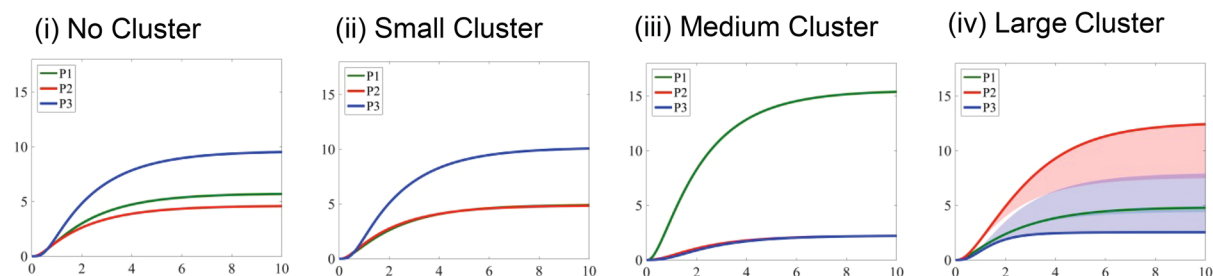 (i) No Cluster
(ii) Small Cluster
(iii) Medium Cluster
(iv) Large Cluster
P1
P2
P3
15
10
5
0
0 2 4 6 8 10
P1
P2
P3
15
10
5
0
0 2 4 6 8 10
P1
P2
P3
15
10
5
0
0 2 4 6 8 10
P1
P2
P3
15
10
5
0
0 2 4 6 8 10